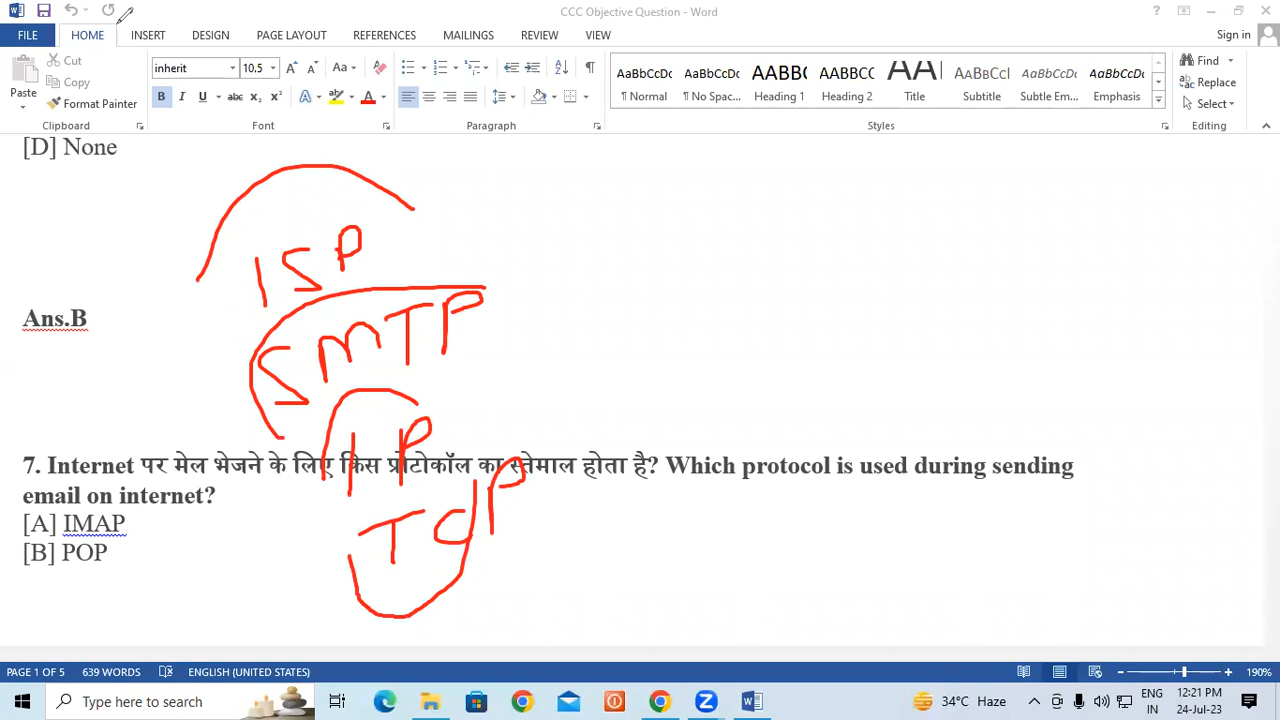 CCC Objective Question - Word
FILE HOME INSERT DESIGN PAGE LAYOUT REFERENCES MAILINGS REVIEW VIEW Sign in
Cut
Copy
Format Painter
Paste
Clipboard
inherit 10.5
Font
Paragraph
AaBbCcDc AaBbCcDc AABBC AaBbCC AAI AaBbCcD AaBbCcDc AaBbCcDc
¶ Normal ¶ No Spac... Heading 1 Heading 2 Title Subtitle Subtle Em... Emphasis
Styles
Find
Replace
Select
Editing
[D] None
ISP
Ans.B
SMTP
IP
7. Internet पर मेल भेजने के लिए किस प्रोटोकॉल का स्तेमाल होता है? Which protocol is used during sending
email on internet?
[A] IMAP
TCP
[B] POP
PAGE 1 OF 5 639 WORDS ENGLISH (UNITED STATES) 190%
Type here to search
34°C Haze
ENG
IN
12:21 PM
24-Jul-23